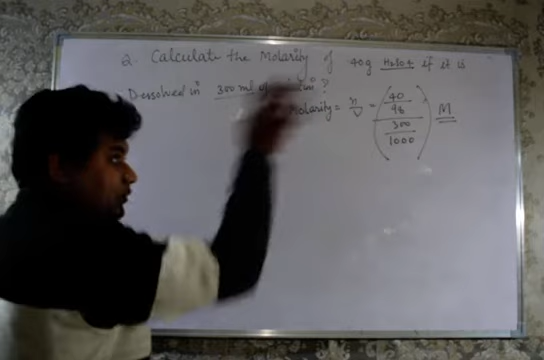 2. Calculate the Molarity of 40g H₂SO₄ if it is
Dissolved in 300 ml of ?
Molarity = n/V = ((40/98)/(300/1000)) M